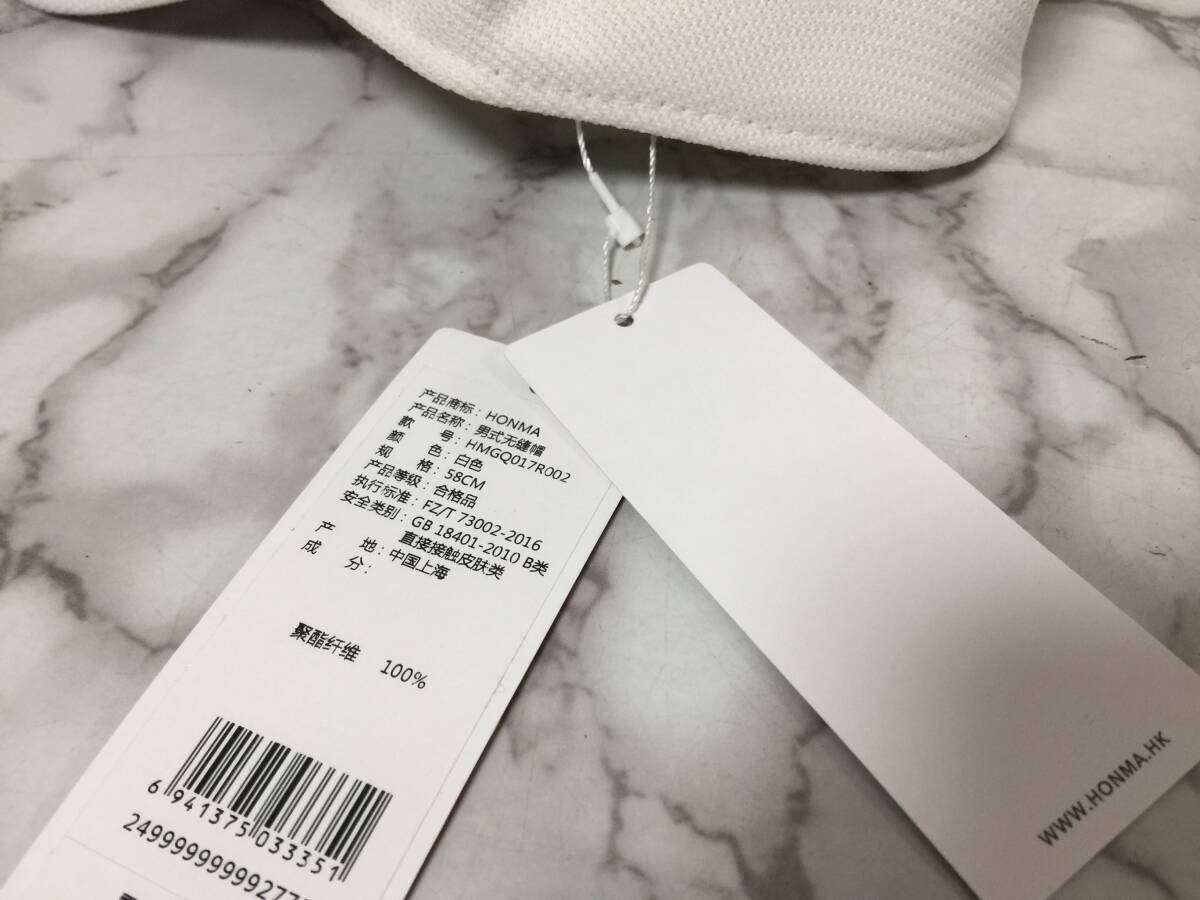 产品商标：HONMA
产品名称：男式无缝帽
款 号：HMGQ017R002
颜 色：白色
规 格：58CM
产品等级：合格品
执行标准：FZ/T 73002-2016
安全类别：GB 18401-2010 B类
直接接触皮肤类
产 地：中国上海
成 分：
聚酯纤维 100%
6 941375 033351
WWW.HONMA.HK